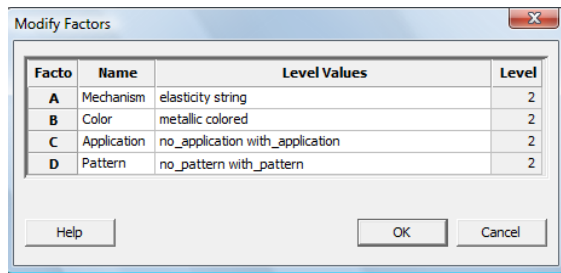 Modify Factors
Facto Name Level Values Level
A Mechanism elasticity string 2
B Color metallic colored 2
C Application no_application with_application 2
D Pattern no_pattern with_pattern 2
Help OK Cancel